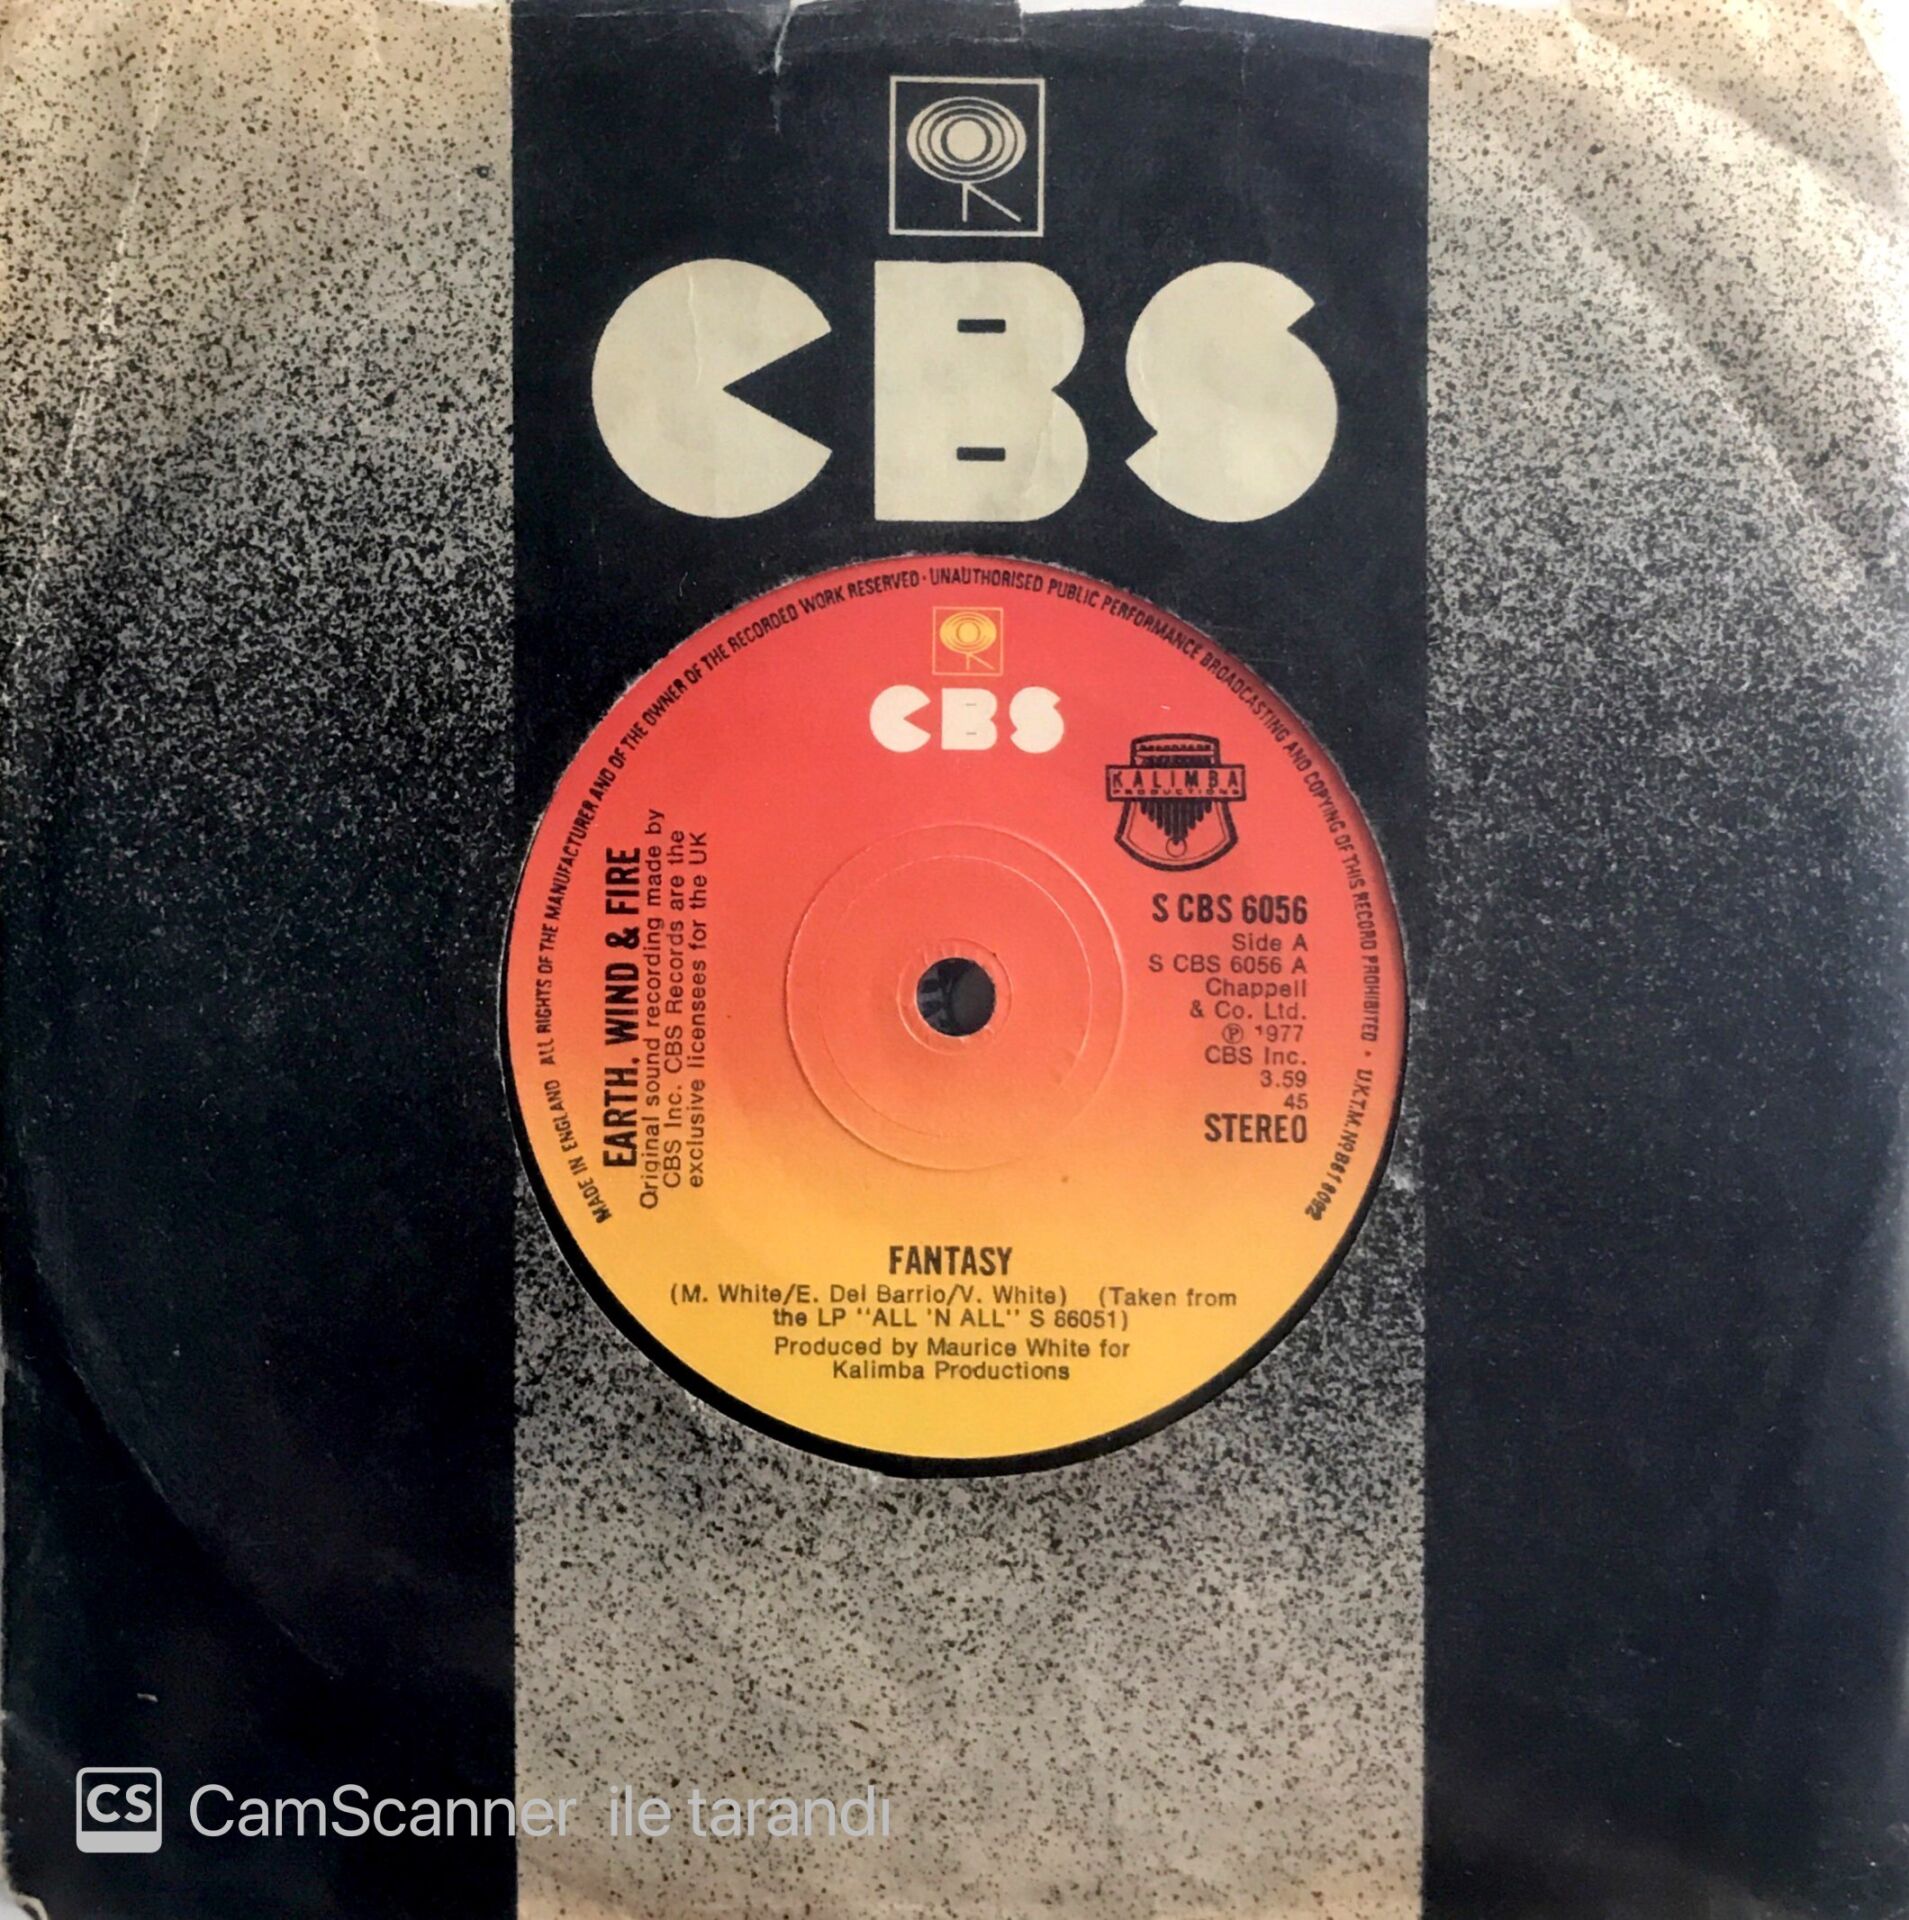 CBS
MADE IN ENGLAND ALL RIGHTS OF THE MANUFACTURER AND OF THE OWNER OF THE RECORDED WORK RESERVED · UNAUTHORISED PUBLIC PERFORMANCE BROADCASTING AND COPYING OF THIS RECORD PROHIBITED · U.K.T.M. NO B618092
CBS
KALIMBA
PRODUCTIONS
EARTH, WIND & FIRE
Original sound recording made by
CBS Inc. CBS Records are the
exclusive licensees for the UK
S CBS 6056
Side A
S CBS 6056 A
Chappell
& Co. Ltd.
℗ 1977
CBS Inc.
3.59
45
STEREO
FANTASY
(M. White/E. Del Barrio/V. White) (Taken from
the LP "ALL 'N ALL" S 86051)
Produced by Maurice White for
Kalimba Productions
CS CamScanner ile tarandı